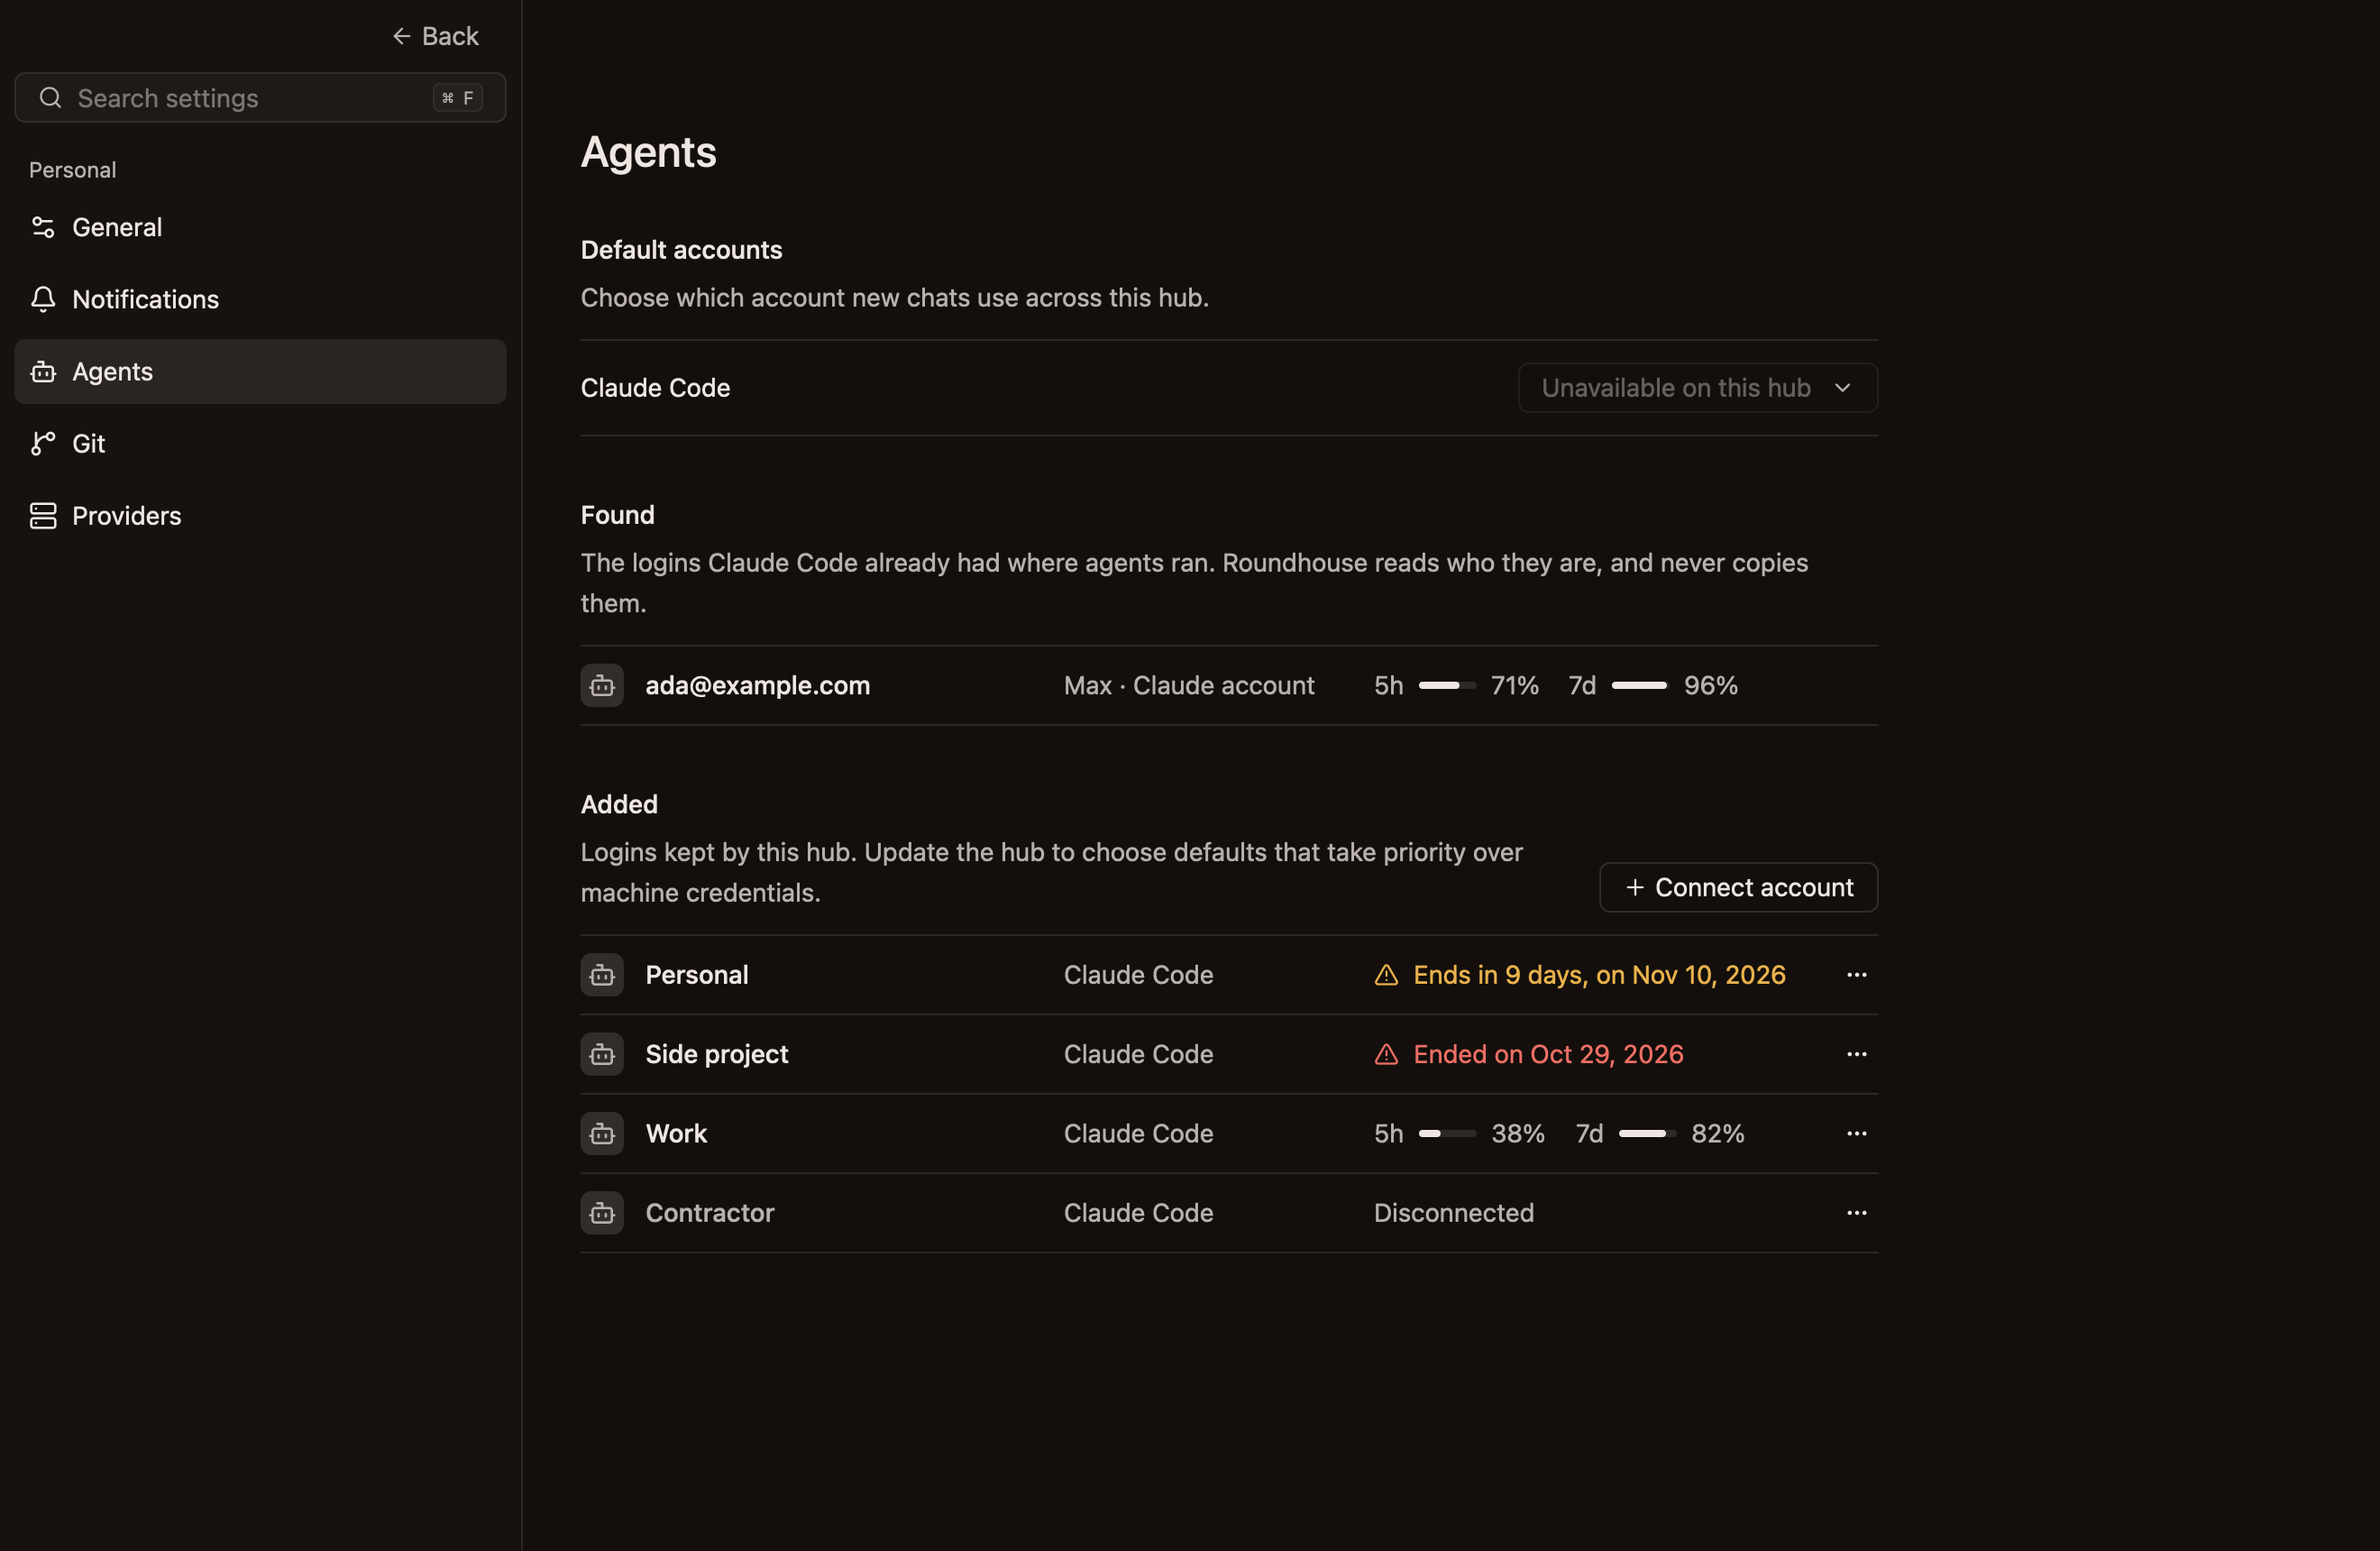 Back
Search settings
⌘ F
Personal
General
Notifications
Agents
Git
Providers
Agents
Default accounts
Choose which account new chats use across this hub.
Claude Code
Unavailable on this hub
Found
The logins Claude Code already had where agents ran. Roundhouse reads who they are, and never copies
them.
ada@example.com Max · Claude account 5h 71% 7d 96%
Added
Logins kept by this hub. Update the hub to choose defaults that take priority over
machine credentials.
Connect account
Personal Claude Code Ends in 9 days, on Nov 10, 2026
Side project Claude Code Ended on Oct 29, 2026
Work Claude Code 5h 38% 7d 82%
Contractor Claude Code Disconnected